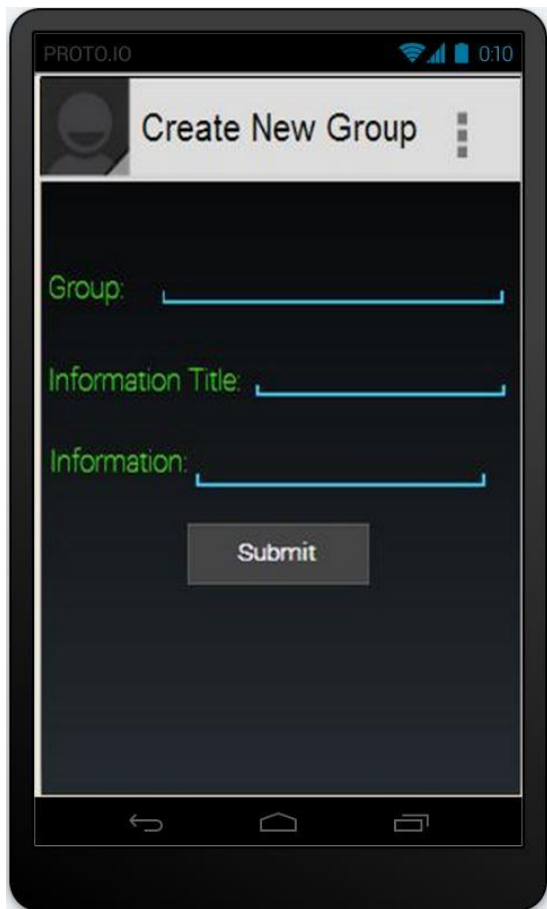 PROTO.IO 0:10
Create New Group
Group:
Information Title:
Information:
Submit